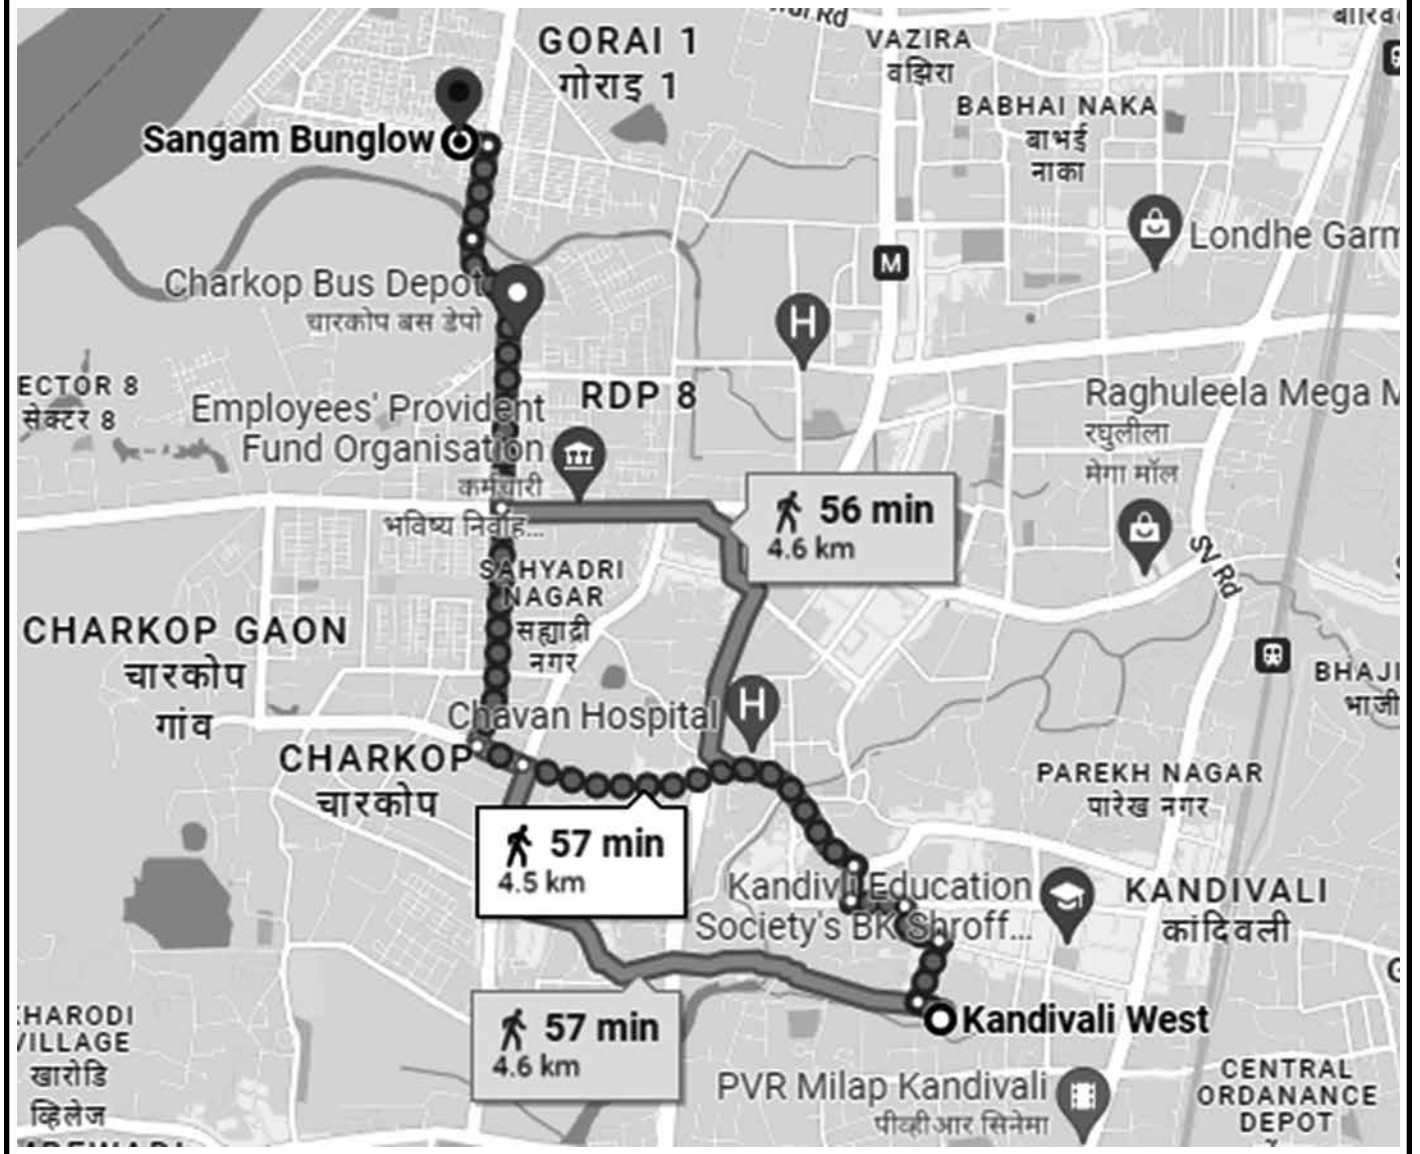 GORAI 1
गोराइ 1
VAZIRA
वझिरा
BABHAI NAKA
बाभई
नाका
Sangam Bunglow
Londhe Garm
M
Charkop Bus Depot
चारकोप बस डेपो
H
ECTOR 8
सेक्टर 8
RDP 8
Employees' Provident
Fund Organisation
कर्मचारी
भविष्य निर्वाह...
Raghuleela Mega M
रघुलीला
मेगा मॉल
56 min
4.6 km
SV Rd
SAHYADRI
NAGAR
सह्याद्री
नगर
CHARKOP GAON
चारकोप
गांव
BHAJI
भाजी
Chavan Hospital
H
CHARKOP
चारकोप
PAREKH NAGAR
पारेख नगर
57 min
4.5 km
Kandivli Education
Society's BK Shroff...
KANDIVALI
कांदिवली
G
57 min
4.6 km
Kandivali West
KHARODI
VILLAGE
खारोडि
व्हिलेज
PVR Milap Kandivali
पीव्हीआर सिनेमा
CENTRAL
ORDANANCE
DEPOT